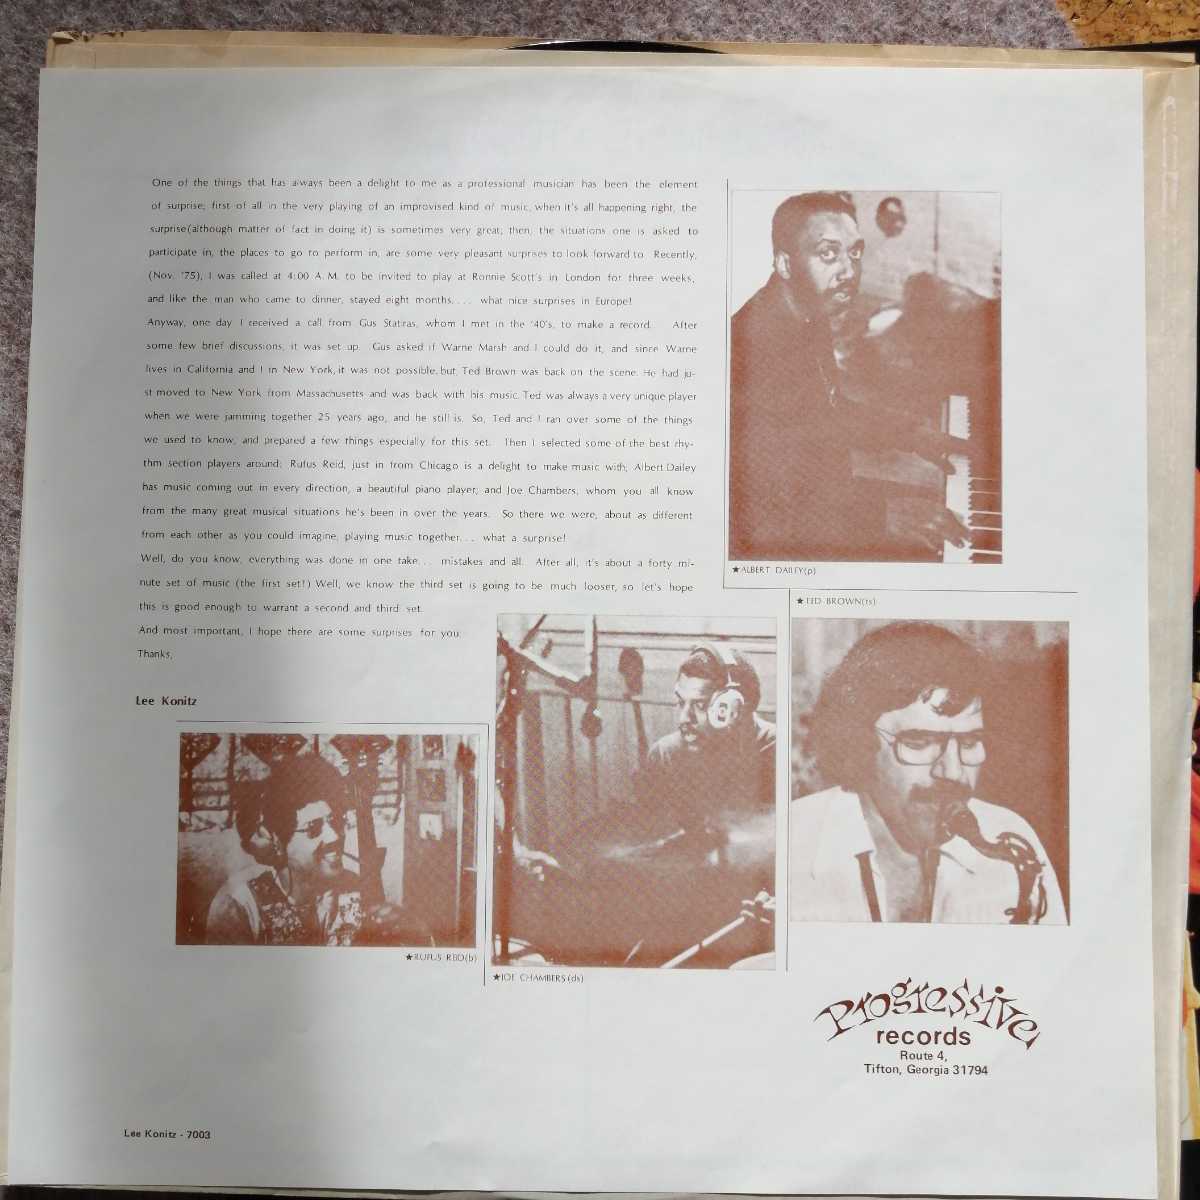 One of the things that has always been a delight to me as a professional musician has been the element
of surprise; first of all in the very playing of an improvised kind of music, when it's all happening right, the
surprise(although matter of fact in doing it) is sometimes very great; then, the situations one is asked to
participate in, the places to go to perform in, are some very pleasant surprises to look forward to. Recently,
(Nov. '75), I was called at 4:00 A.M. to be invited to play at Ronnie Scott's in London for three weeks,
and like the man who came to dinner, stayed eight months.... what nice surprises in Europe!
Anyway, one day I received a call from Gus Statiras, whom I met in the '40's, to make a record. After
some few brief discussions, it was set up. Gus asked if Warne Marsh and I could do it, and since Warne
lives in California and I in New York, it was not possible, but, Ted Brown was back on the scene. He had ju-
st moved to New York from Massachusetts and was back with his music. Ted was always a very unique player
when we were jamming together 25 years ago, and he still is. So, Ted and I ran over some of the things
we used to know, and prepared a few things especially for this set. Then I selected some of the best rhy-
thm section players around: Rufus Reid, just in from Chicago is a delight to make music with; Albert Dailey
has music coming out in every direction, a beautiful piano player; and Joe Chambers, whom you all know
from the many great musical situations he's been in over the years. So there we were, about as different
from each other as you could imagine, playing music together... what a surprise!
Well, do you know, everything was done in one take... mistakes and all. After all, it's about a forty mi-
nute set of music (the first set!) Well, we know the third set is going to be much looser, so let's hope
this is good enough to warrant a second and third set.
And most important, I hope there are some surprises for you.
Thanks,
Lee Konitz
★ALBERT DAILEY(p)
★TED BROWN(ts)
★RUFUS REID(b)
★JOE CHAMBERS(ds)
Progressive
records
Route 4,
Tifton, Georgia 31794
Lee Konitz - 7003